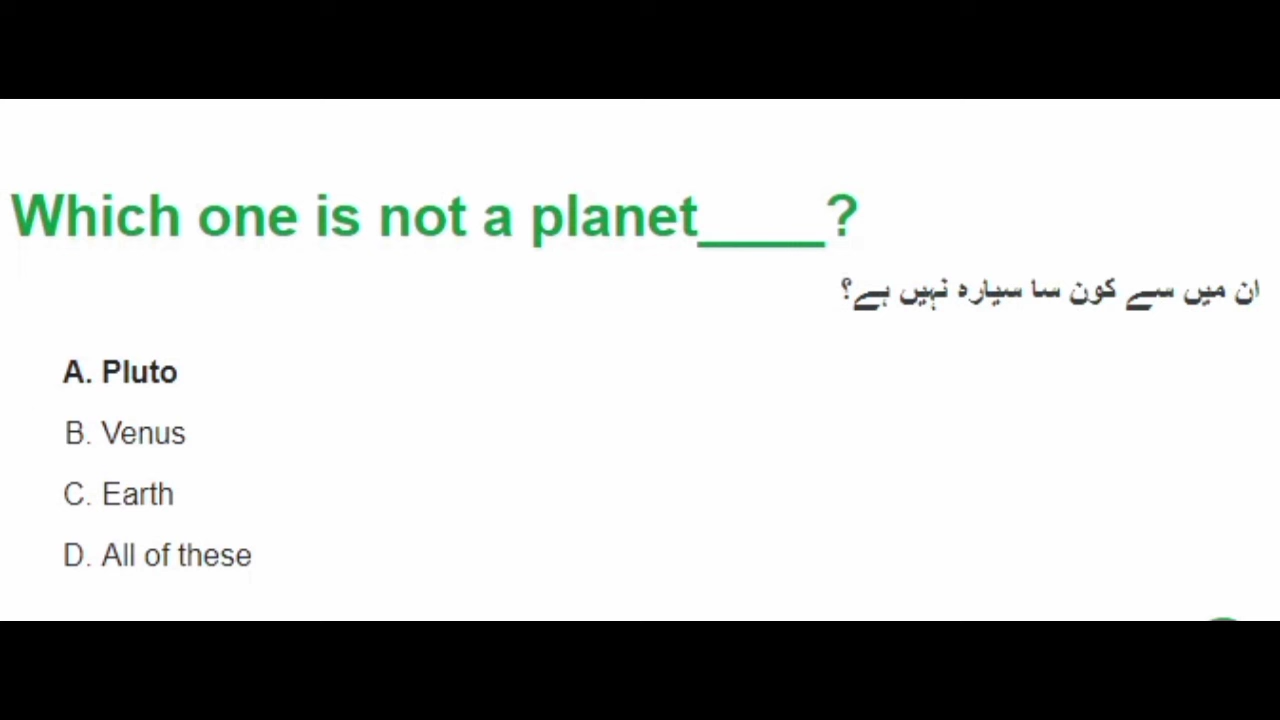 Which one is not a planet____?
ان میں سے کون سا سیارہ نہیں ہے؟
A. Pluto
B. Venus
C. Earth
D. All of these